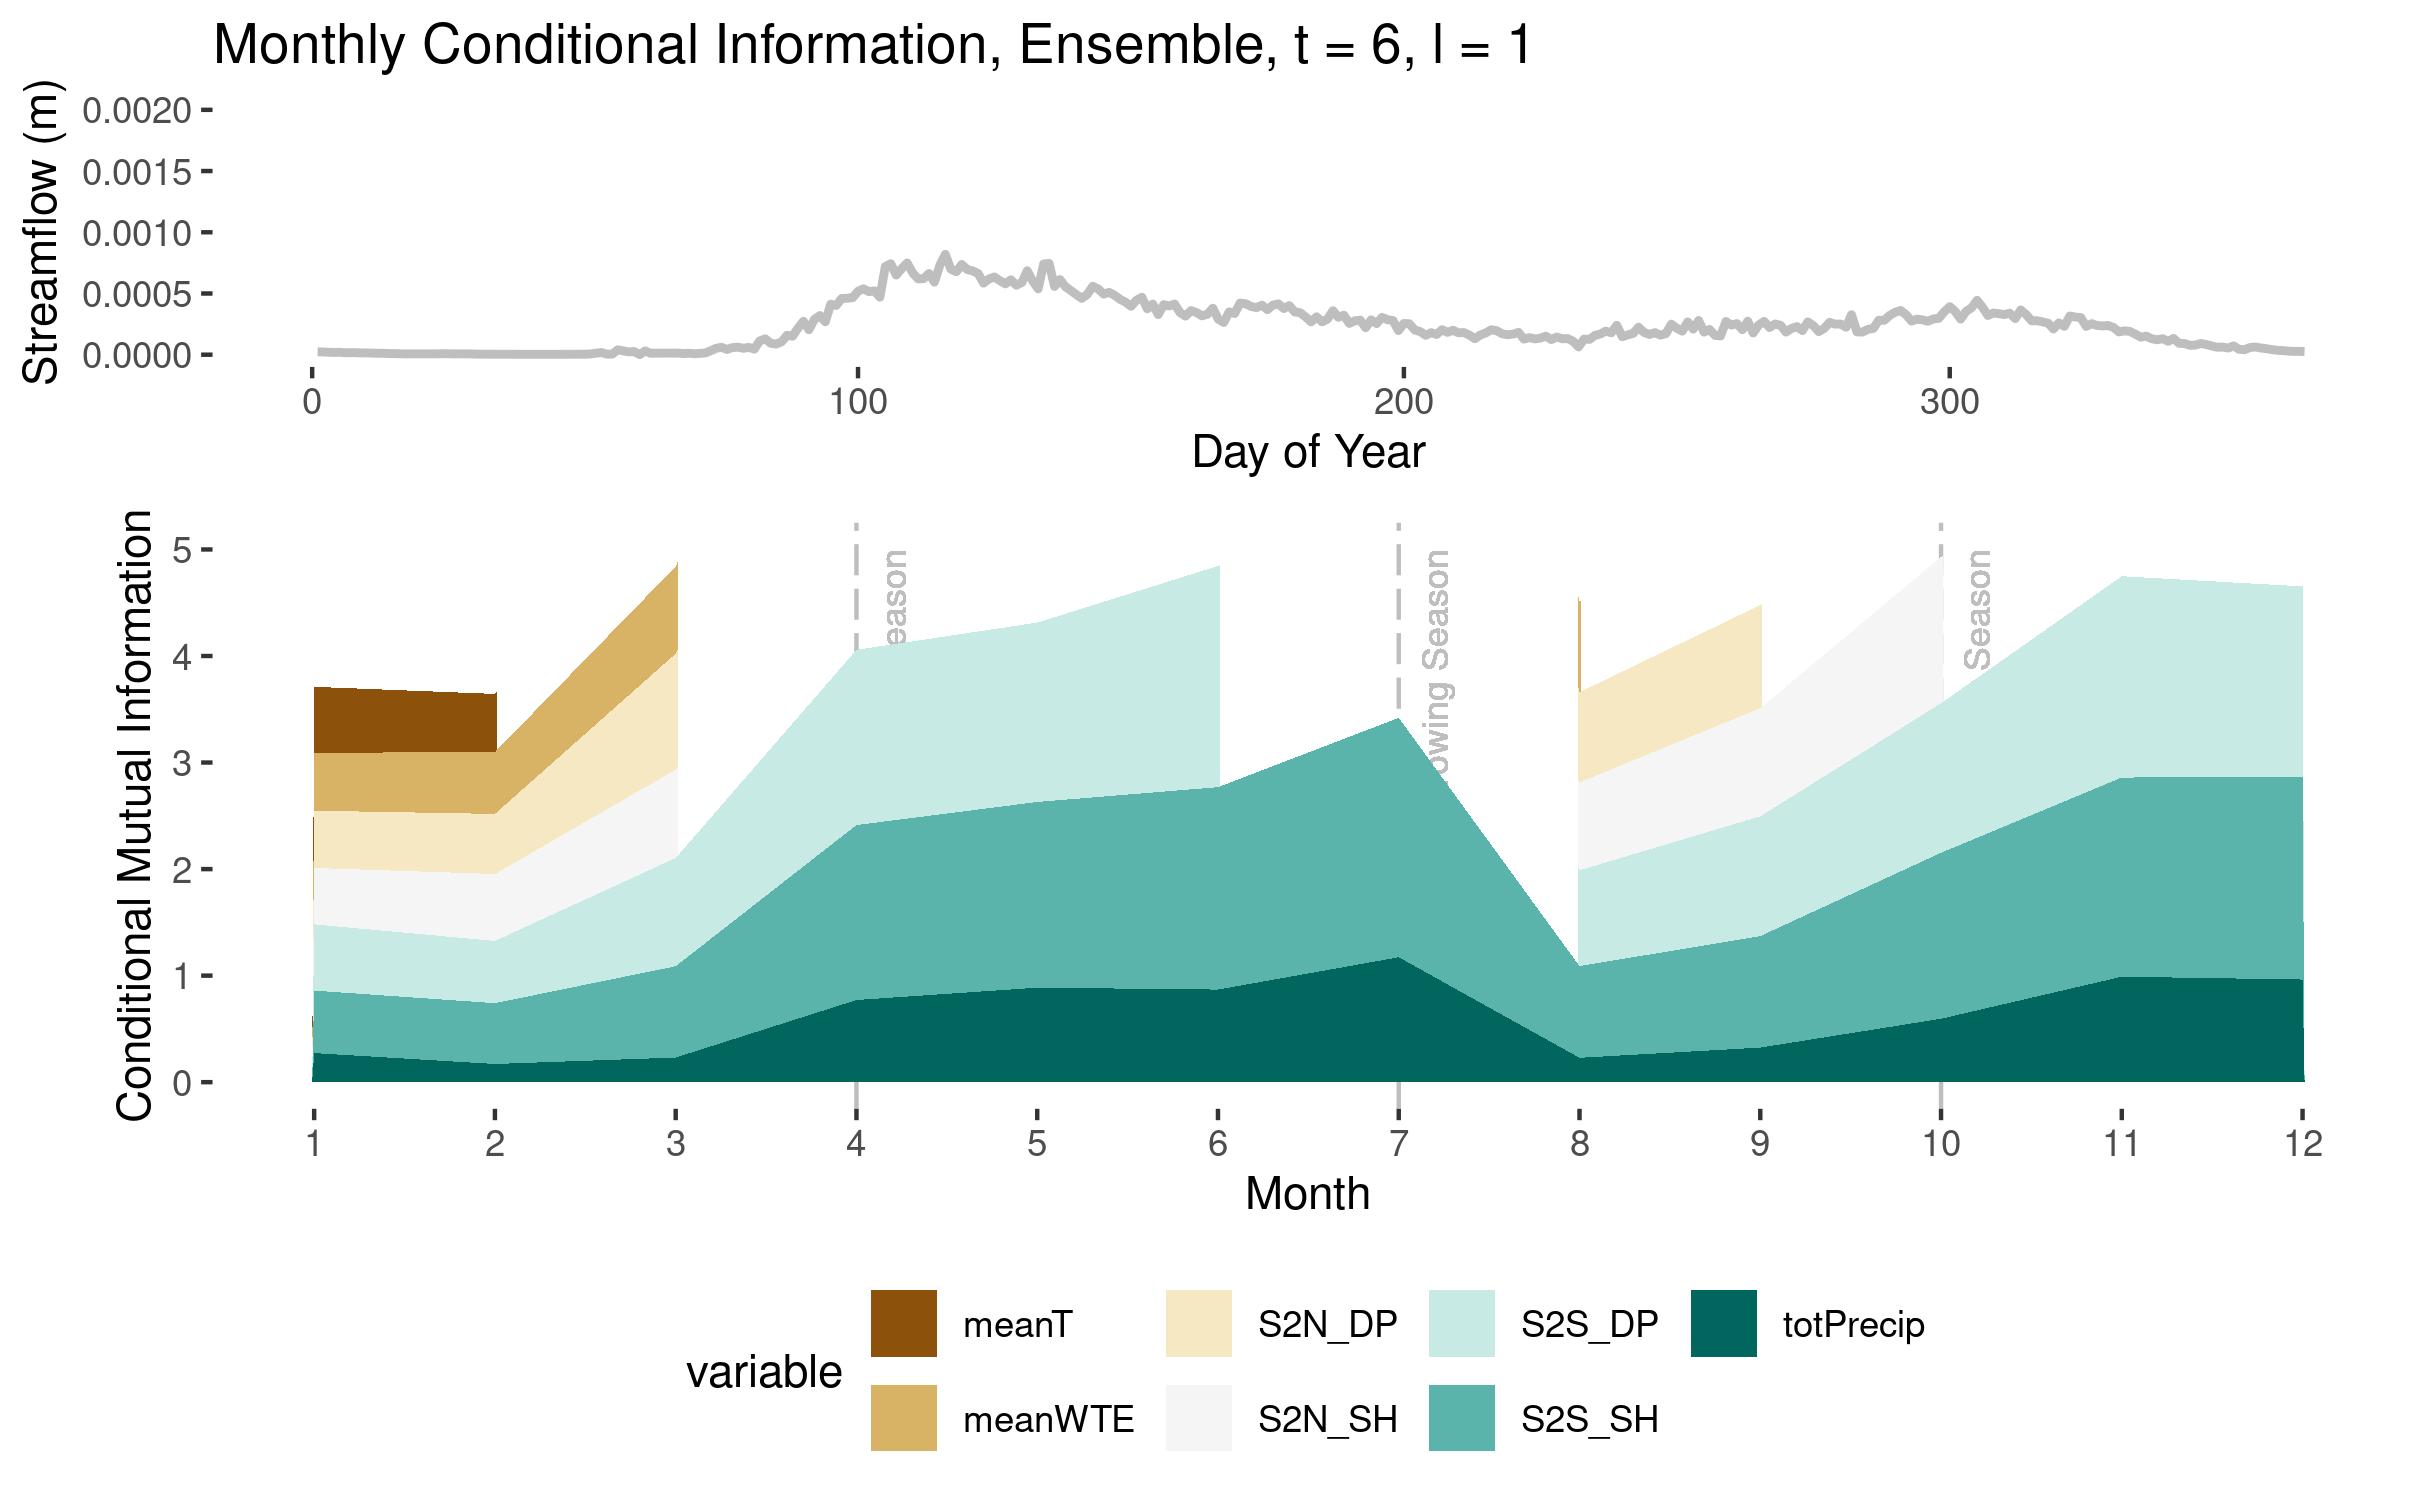 Monthly Conditional Information, Ensemble, t = 6, l = 1
Streamflow (m)
0.0020
0.0015
0.0010
0.0005
0.0000
0 100 200 300
Day of Year
Conditional Mutual Information
5
4
3
2
1
0
Season
Season
1 2 3 4 5 6 7 8 9 10 11 12
Month
variable
meanT S2N_DP S2S_DP totPrecip
meanWTE S2N_SH S2S_SH